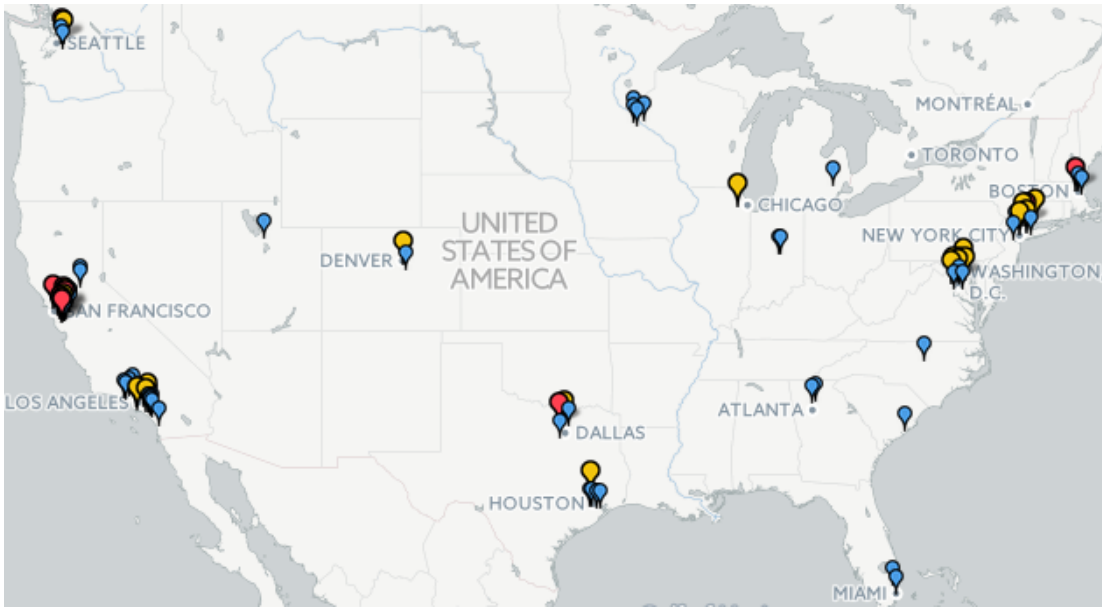 SEATTLE
MONTRÉAL
TORONTO
BOSTON
CHICAGO
UNITED
STATES OF
AMERICA
NEW YORK CITY
DENVER
WASHINGTON
D.C.
SAN FRANCISCO
LOS ANGELES
ATLANTA
DALLAS
HOUSTON
MIAMI